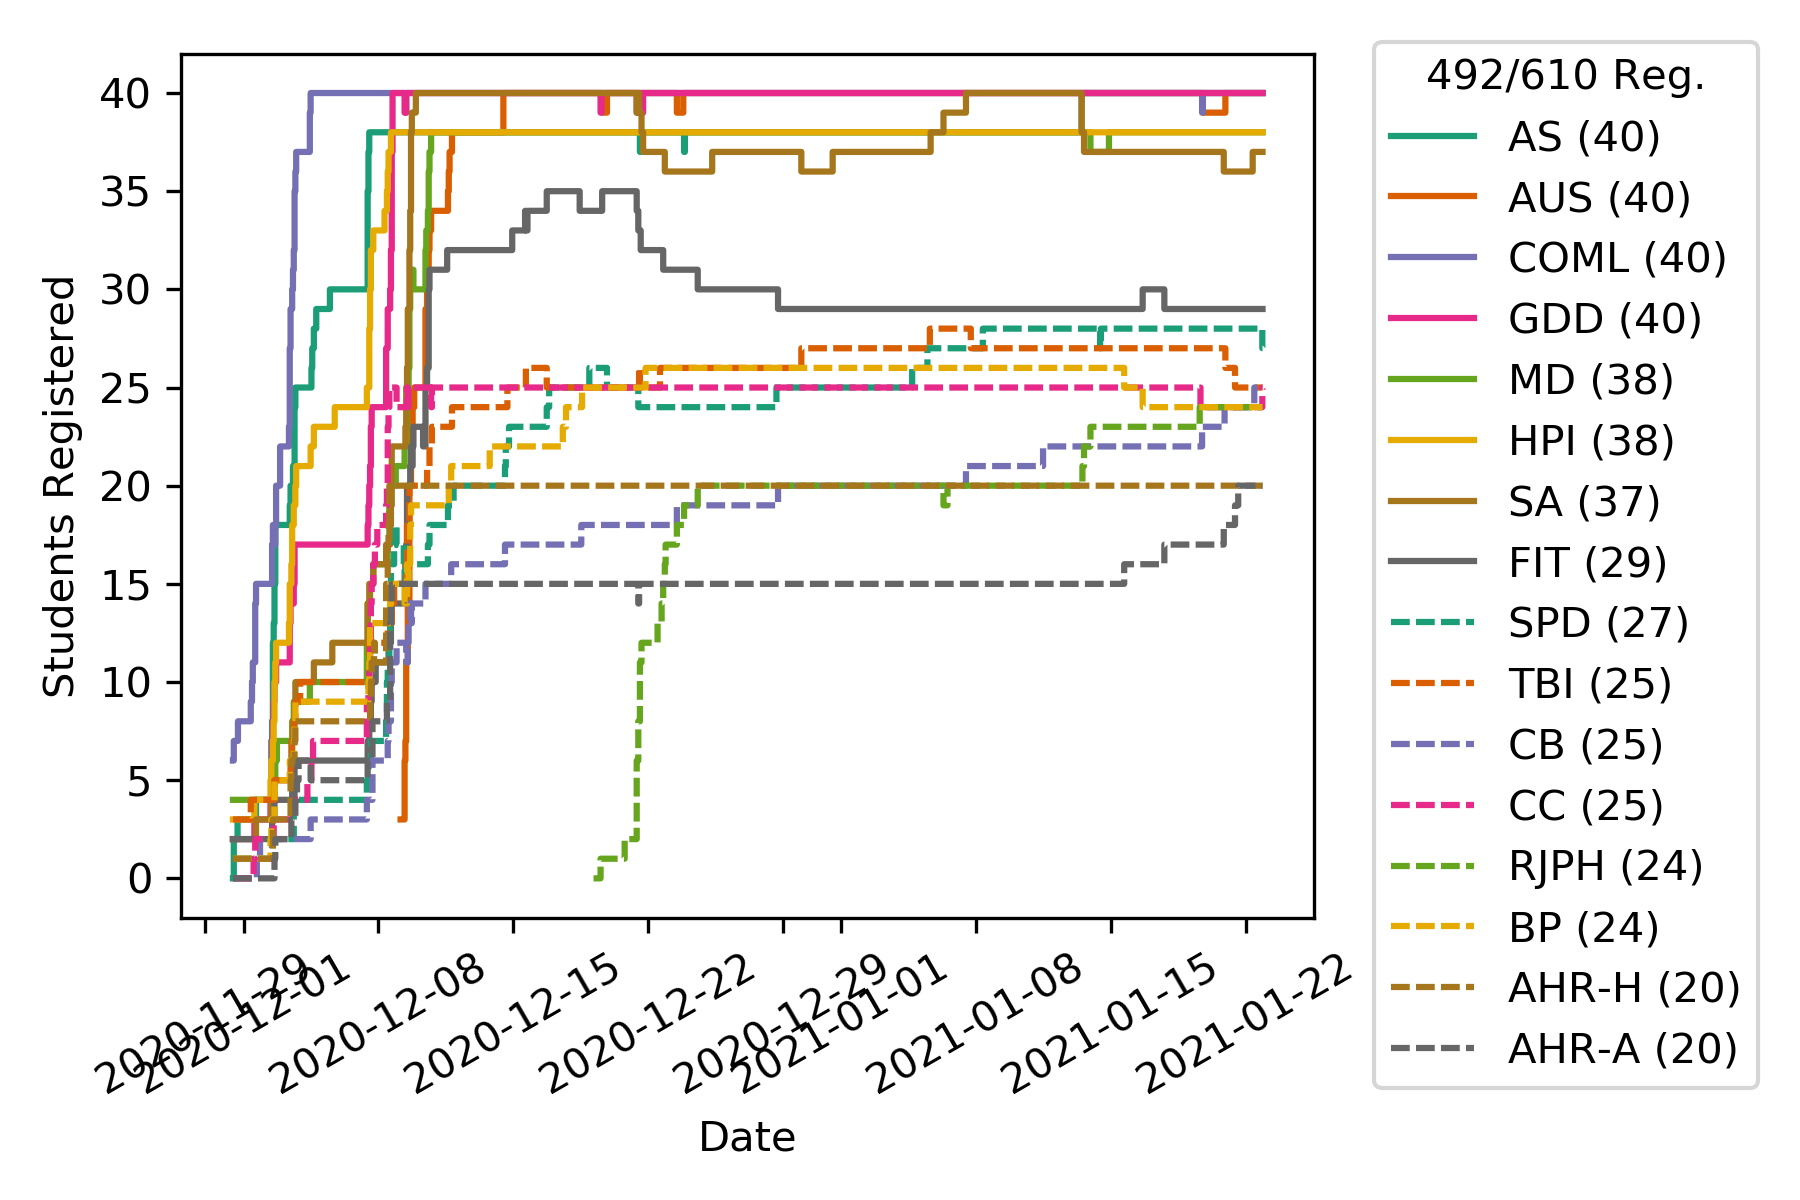 492/610 Reg.
AS (40)
AUS (40)
COML (40)
GDD (40)
MD (38)
HPI (38)
SA (37)
FIT (29)
SPD (27)
TBI (25)
CB (25)
CC (25)
RJPH (24)
BP (24)
AHR-H (20)
AHR-A (20)
Students Registered
40
35
30
25
20
15
10
5
0
2020-11-29
2020-12-01
2020-12-08
2020-12-15
2020-12-22
2020-12-29
2021-01-01
2021-01-08
2021-01-15
2021-01-22
Date